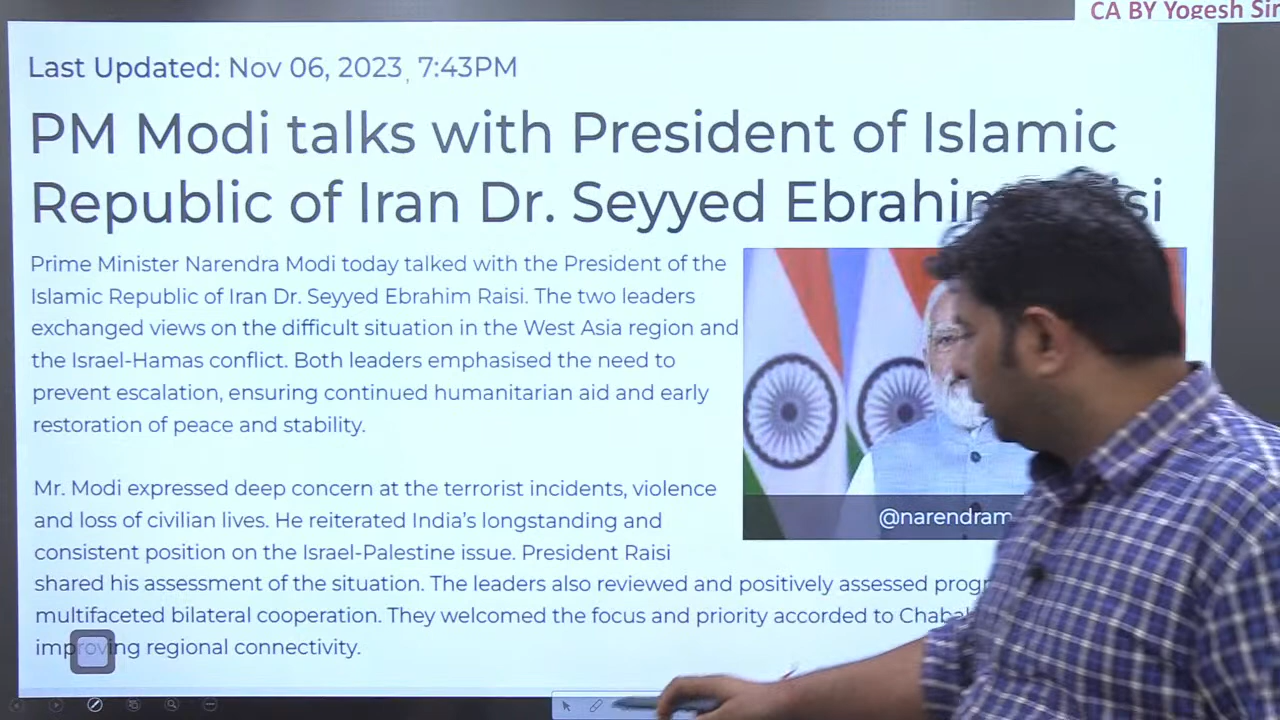 CA BY Yogesh
Last Updated: Nov 06, 2023, 7:43PM
PM Modi talks with President of Islamic
Republic of Iran Dr. Seyyed
Prime Minister Narendra Modi today talked with the President of the
Islamic Republic of Iran Dr. Seyyed Ebrahim Raisi. The two leaders
exchanged views on the difficult situation in the West Asia region and
the Israel-Hamas conflict. Both leaders emphasised the need to
prevent escalation, ensuring continued humanitarian aid and early
restoration of peace and stability.
Mr. Modi expressed deep concern at the terrorist incidents, violence
and loss of civilian lives. He reiterated India's longstanding and
consistent position on the Israel-Palestine issue. President Raisi
shared his assessment of the situation. The leaders also reviewed and positively assessed
multifaceted bilateral cooperation. They welcomed the focus and priority accorded to
improving regional connectivity.